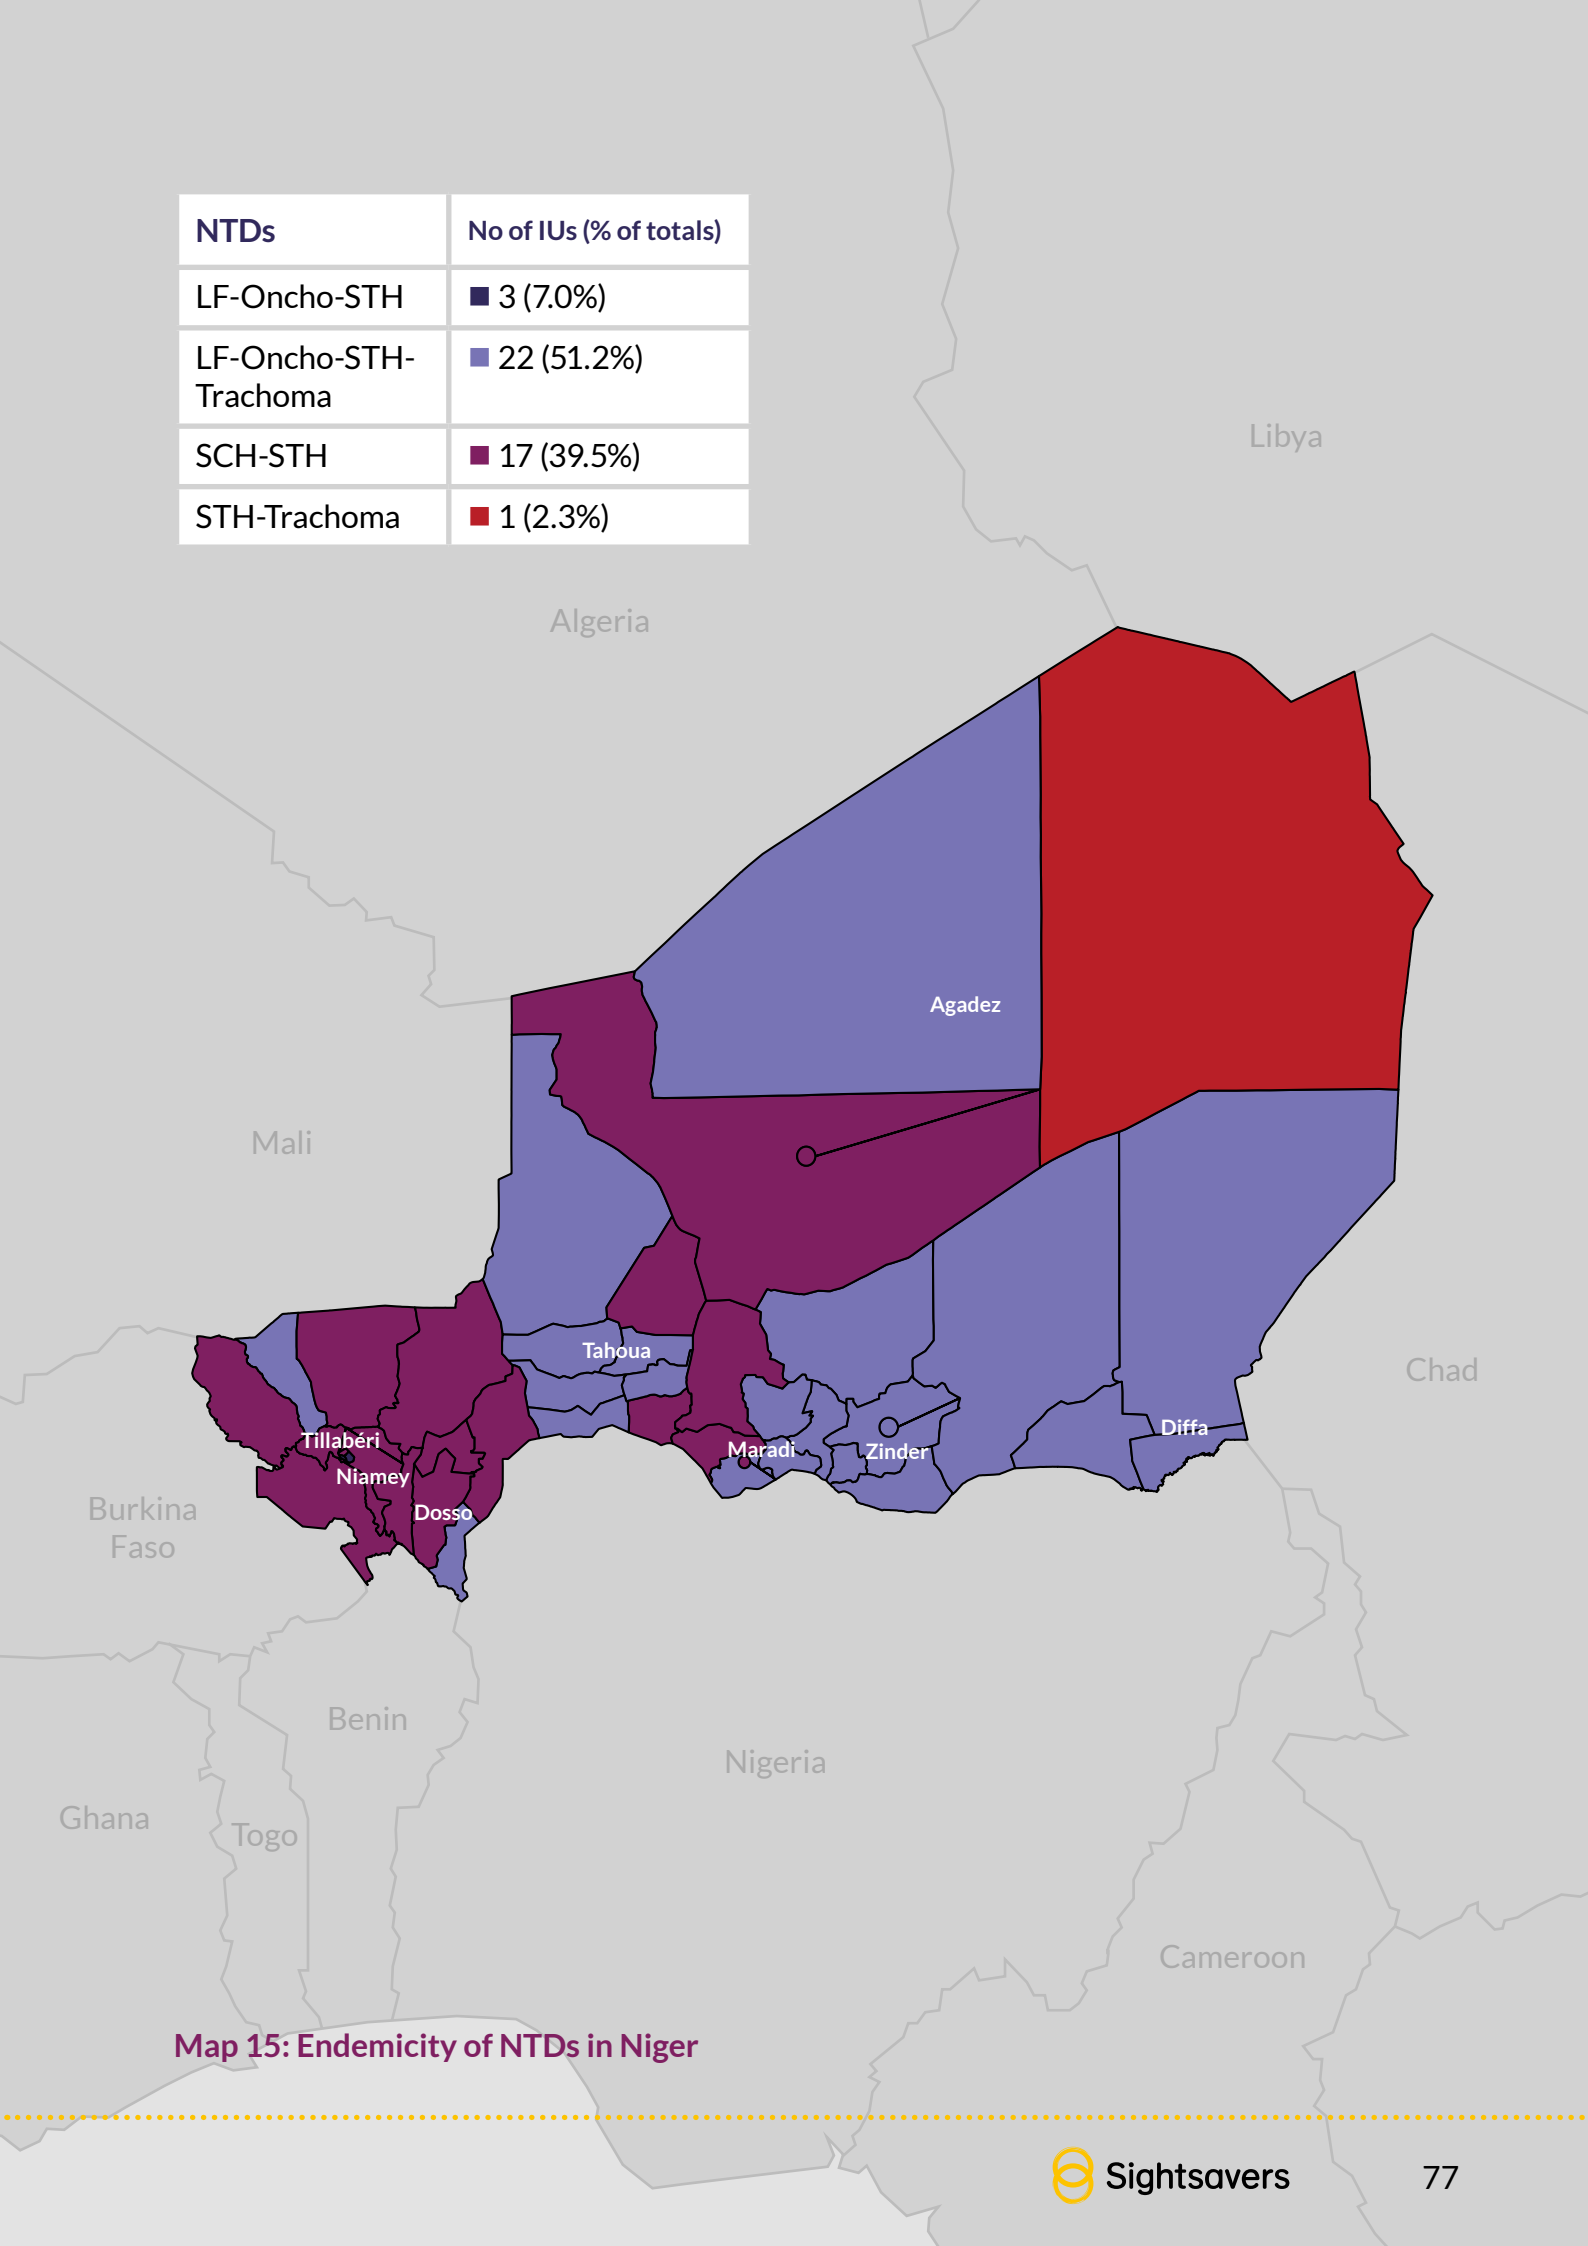 NTDs
No of IUs (% of totals)
LF-Oncho-STH
3 (7.0%)
LF-Oncho-STH-
Trachoma
22 (51.2%)
SCH-STH
17 (39.5%)
STH-Trachoma
1 (2.3%)
Libya
Algeria
Agadez
Mali
Tahoua
Chad
Diffa
Tillabéri
Maradi
Zinder
Niamey
Dosso
Burkina
Faso
Benin
Nigeria
Ghana
Togo
Cameroon
Map 15: Endemicity of NTDs in Niger
Sightsavers
77